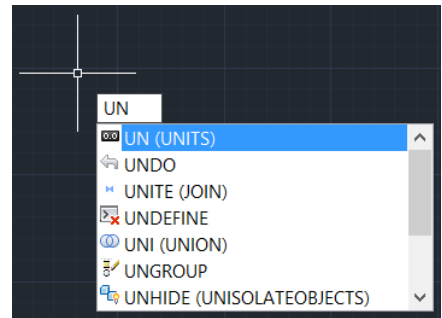 UN
UN (UNITS)
UNDO
UNITE (JOIN)
UNDEFINE
UNI (UNION)
UNGROUP
UNHIDE (UNISOLATEOBJECTS)